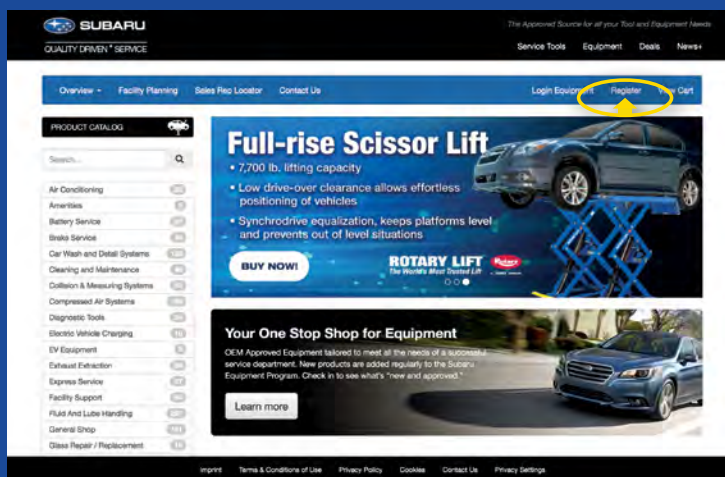 SUBARU
The Approved Source for all your Tool and Equipment Needs
QUALITY DRIVEN® SERVICE
Service Tools Equipment Deals News+
Overview Facility Planning Sales Rep Locator Contact Us Login Equipment Register View Cart
PRODUCT CATALOG
Search...
Air Conditioning
Amenities
Battery Service
Brake Service
Car Wash and Detail Systems
Cleaning and Maintenance
Collision & Measuring Systems
Compressed Air Systems
Diagnostic Tools
Electric Vehicle Charging
EV Equipment
Exhaust Extraction
Express Service
Facility Support
Fluid And Lube Handling
General Shop
Glass Repair / Replacement
Full-rise Scissor Lift
• 7,700 lb. lifting capacity
• Low drive-over clearance allows effortless
positioning of vehicles
• Synchrodrive equalization, keeps platforms level
and prevents out of level situations
BUY NOW!
ROTARY LIFT
The World's Most Trusted Lift
Rotary
Your One Stop Shop for Equipment
OEM Approved Equipment tailored to meet all the needs of a successful
service department. New products are added regularly to the Subaru
Equipment Program. Check in to see what's "new and approved."
Learn more
Imprint Terms & Conditions of Use Privacy Policy Cookies Contact Us Privacy Settings